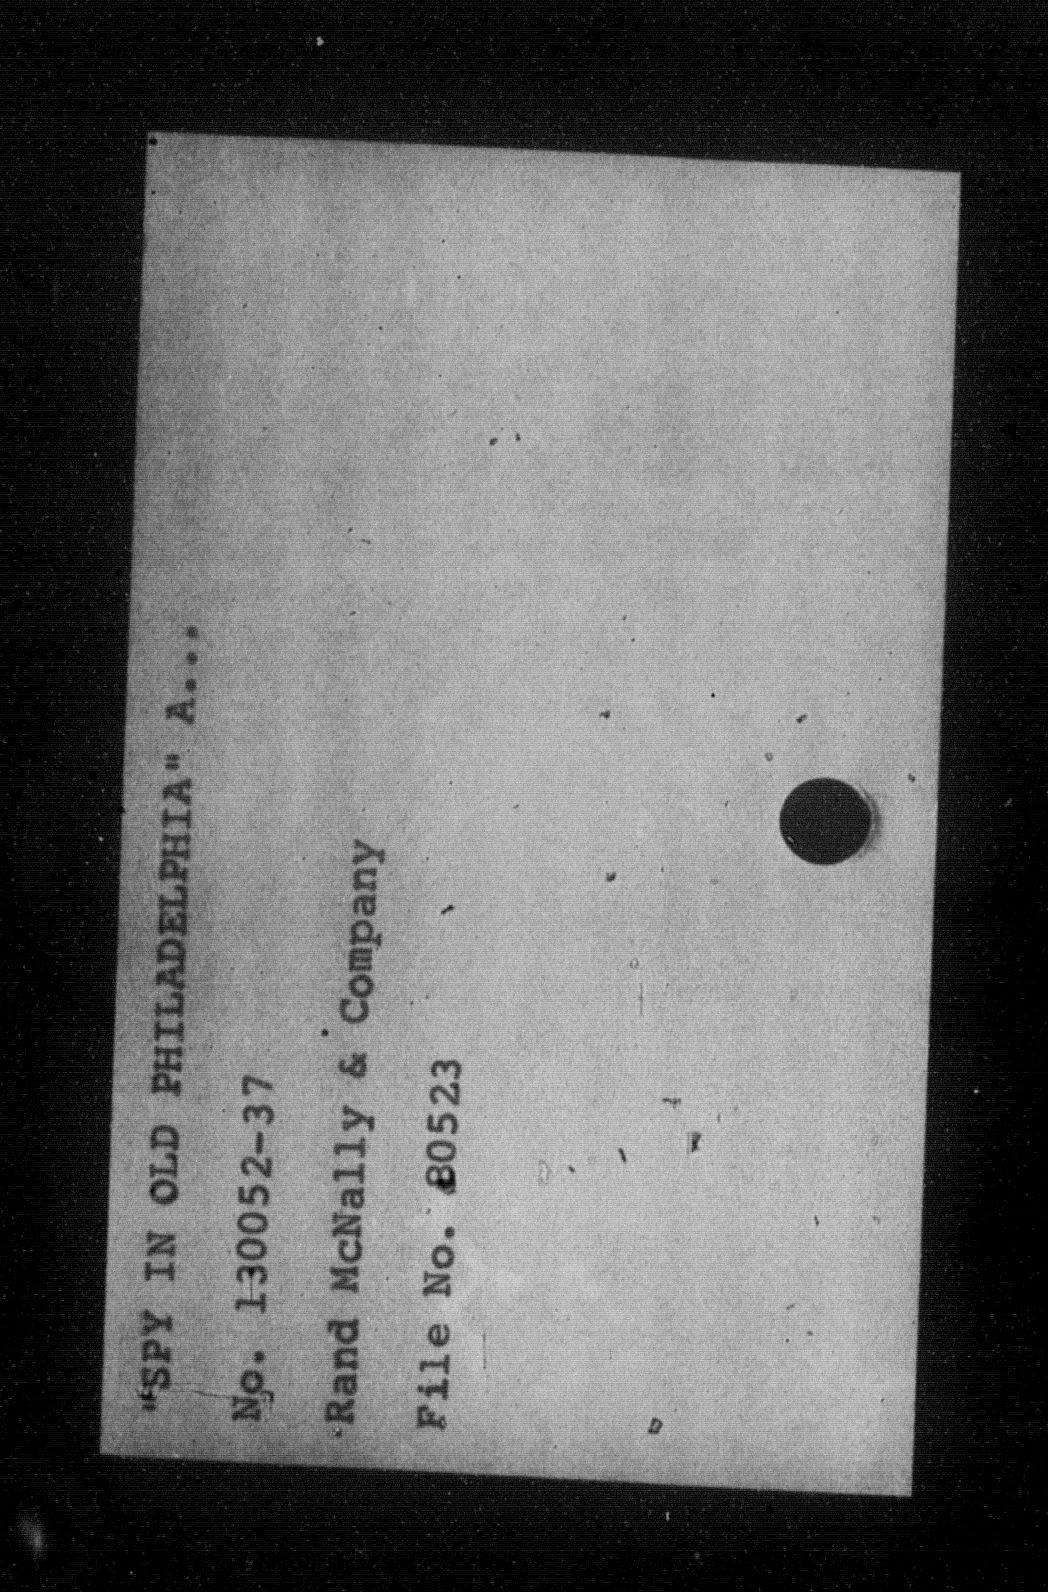 "SPY IN OLD PHILADELPHIA" A...
No. 130052-37
Rand McNally & Company
File No. 80523